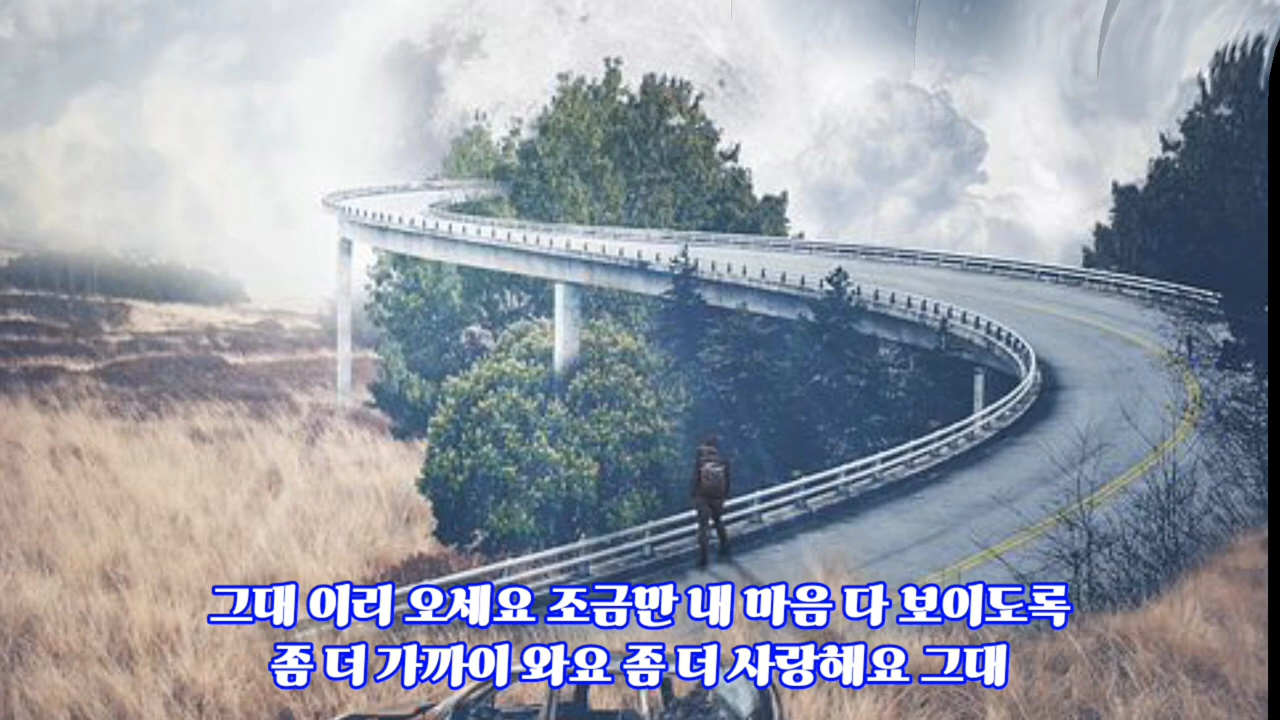 그대 이리 오세요 조금만 내 마음 다 보이도록
좀 더 가까이 와요 좀 더 사랑해요 그대